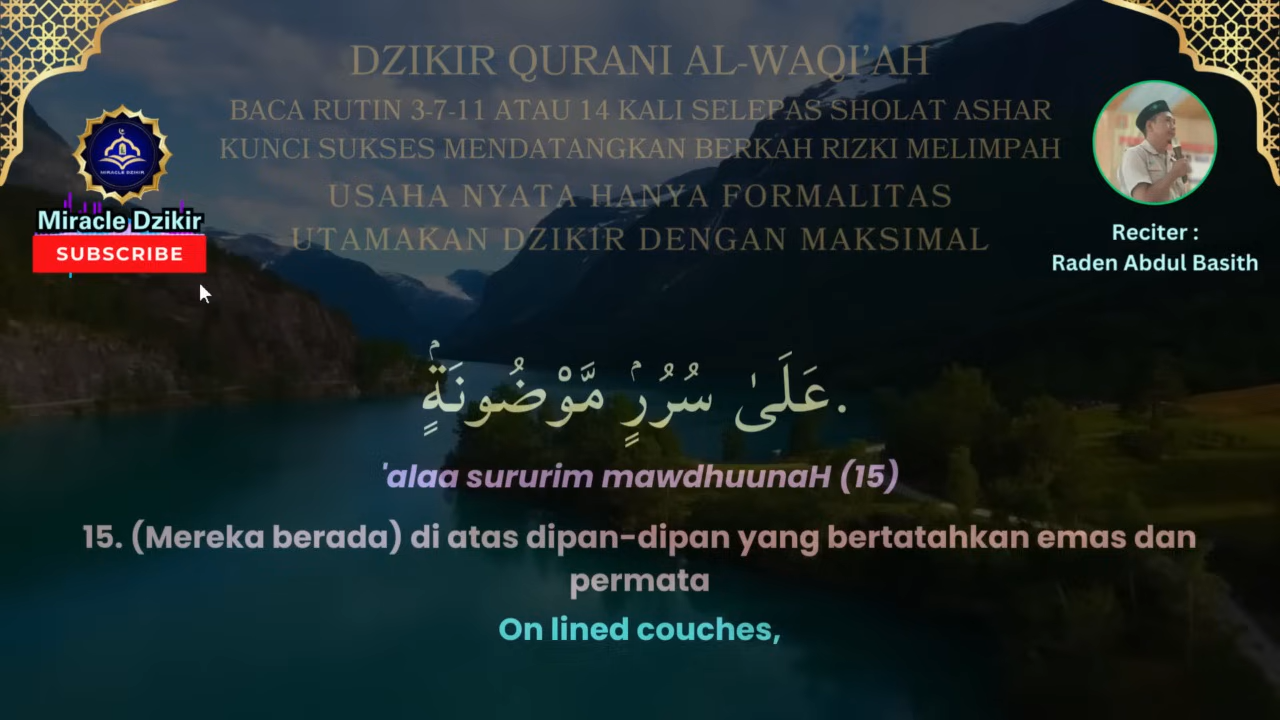 DZIKIR QURANI AL-WAQI'AH
BACA RUTIN 3-7-11 ATAU 14 KALI SELEPAS SHOLAT ASHAR
KUNCI SUKSES MENDATANGKAN BERKAH RIZKI MELIMPAH
USAHA NYATA HANYA FORMALITAS
UTAMAKAN DZIKIR DENGAN MAKSIMAL
MIRACLE DZIKIR
Miracle Dzikir
SUBSCRIBE
Reciter :
Raden Abdul Basith
عَلَىٰ سُرُرٍۢ مَّوْضُونَةٍۢ.
'alaa sururim mawdhuunaH (15)
15. (Mereka berada) di atas dipan-dipan yang bertatahkan emas dan
permata
On lined couches,